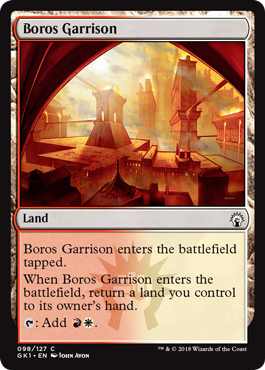 Boros Garrison
Land
Boros Garrison enters the battlefield
tapped.
When Boros Garrison enters the
battlefield, return a land you control
to its owner's hand.
: Add .
098/127 C
GK1 • EN John Avon
™ & © 2018 Wizards of the Coast